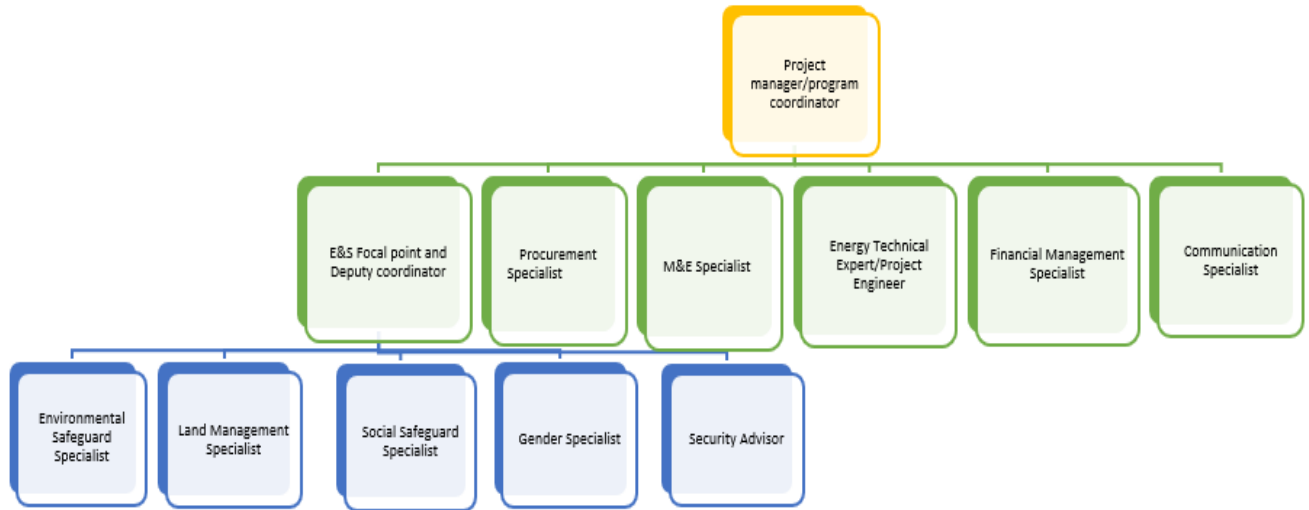 Project
manager/program
coordinator
E&S Focal point and
Deputy coordinator
Procurement
Specialist
M&E Specialist
Energy Technical
Expert/Project
Engineer
Financial Management
Specialist
Communication
Specialist
Environmental
Safeguard
Specialist
Land Management
Specialist
Social Safeguard
Specialist
Gender Specialist
Security Advisor